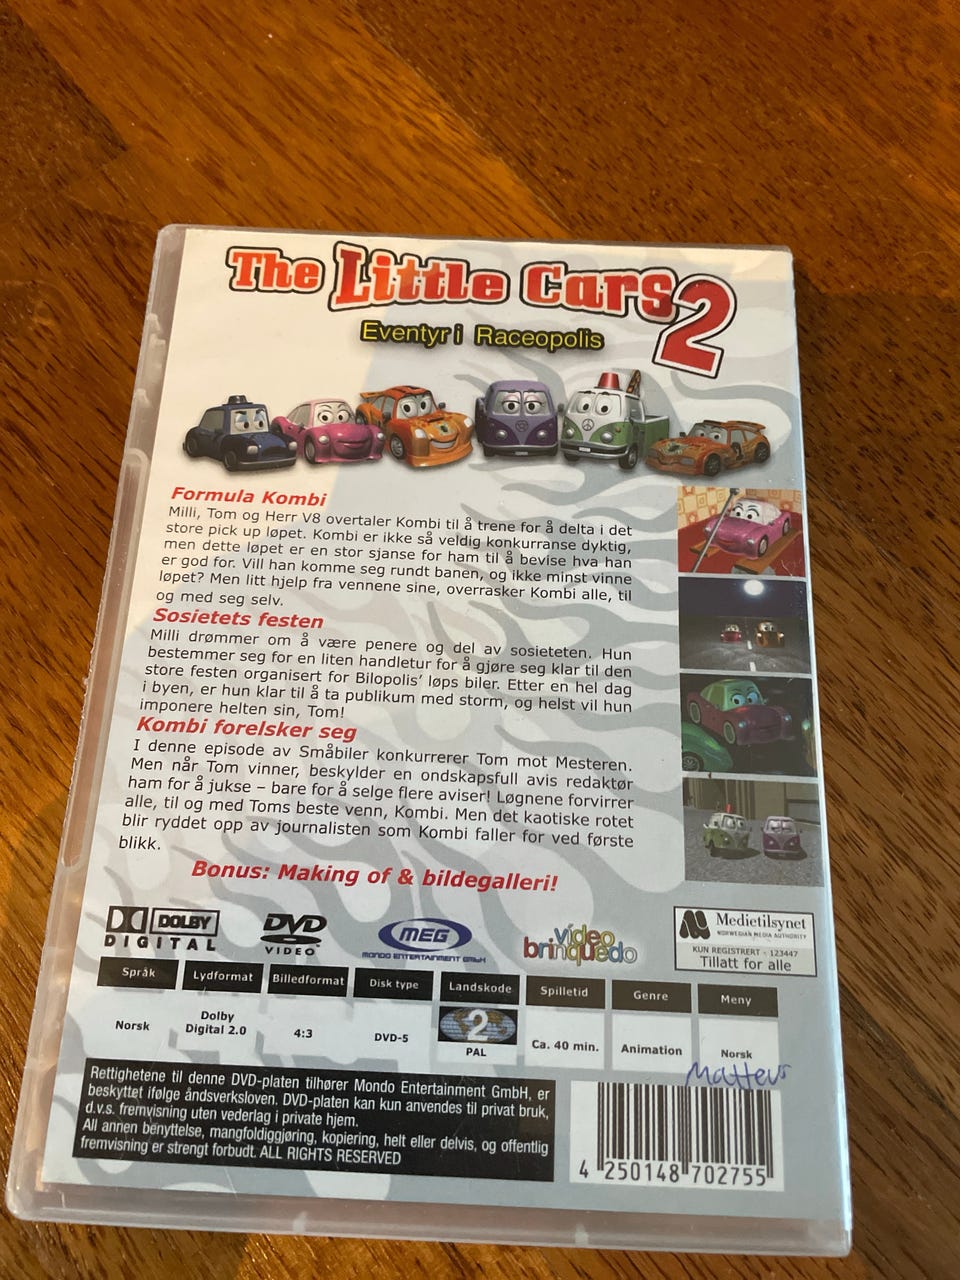 The Little Cars 2
Eventyr i Raceopolis
Formula Kombi
Milli, Tom og Herr V8 overtaler Kombi til å trene for å delta i det
store pick up løpet. Kombi er ikke så veldig konkurranse dyktig,
men dette løpet er en stor sjanse for ham til å bevise hva han
er god for. Vill han komme seg rundt banen, og ikke minst vinne
løpet? Men litt hjelp fra vennene sine, overrasker Kombi alle, til
og med seg selv.
Sosietets festen
Milli drømmer om å være penere og del av sosieteten. Hun
bestemmer seg for en liten handletur for å gjøre seg klar til den
store festen organisert for Bilopolis' løps biler. Etter en hel dag
i byen, er hun klar til å ta publikum med storm, og helst vil hun
imponere helten sin, Tom!
Kombi forelsker seg
I denne episode av Småbiler konkurrerer Tom mot Mesteren.
Men når Tom vinner, beskylder en ondskapsfull avis redaktør
ham for å jukse – bare for å selge flere aviser! Løgnene forvirrer
alle, til og med Toms beste venn, Kombi. Men det kaotiske rotet
blir ryddet opp av journalisten som Kombi faller for ved første
blikk.
Bonus: Making of & bildegalleri!
DOLBY
DIGITAL
DVD
VIDEO
MEG
MONDO ENTERTAINMENT GmbH
video
brinquedo
Medietilsynet
NORWEGIAN MEDIA AUTHORITY
KUN REGISTRERT - 123447
Tillatt for alle
Språk Lydformat Billedformat Disk type Landskode Spilletid Genre Meny
Norsk Dolby Digital 2.0 4:3 DVD-5 2 PAL Ca. 40 min. Animation Norsk
Matteus
Rettighetene til denne DVD-platen tilhører Mondo Entertainment GmbH, er
beskyttet ifølge åndsverksloven. DVD-platen kan kun anvendes til privat bruk,
d.v.s. fremvisning uten vederlag i private hjem.
All annen benyttelse, mangfoldiggjøring, kopiering, helt eller delvis, og offentlig
fremvisning er strengt forbudt. ALL RIGHTS RESERVED
4 250148 702755